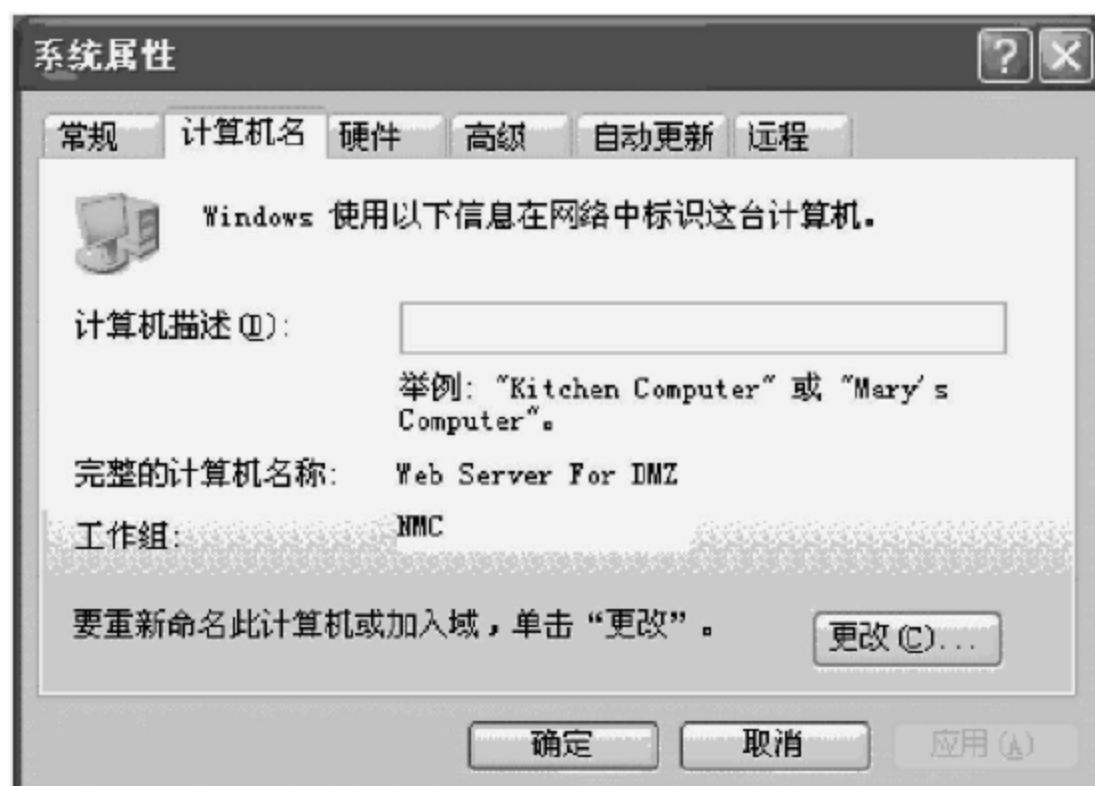 系统属性
常规 计算机名 硬件 高级 自动更新 远程
Windows 使用以下信息在网络中标识这台计算机。
计算机描述(D):
举例: "Kitchen Computer" 或 "Mary's
Computer"。
完整的计算机名称: Web Server For DMZ
工作组: NMC
要重新命名此计算机或加入域,单击“更改”。 更改(C)...
确定 取消 应用(A)